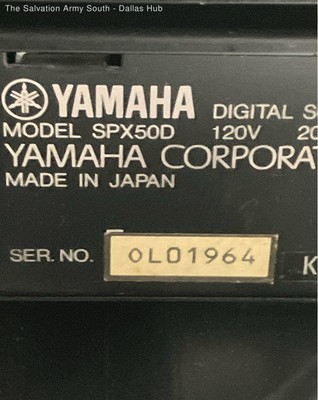 The Salvation Army South - Dallas Hub
YAMAHA DIGITAL S
MODEL SPX50D 120V 20
YAMAHA CORPORAT
MADE IN JAPAN
SER. NO. OL01964 K